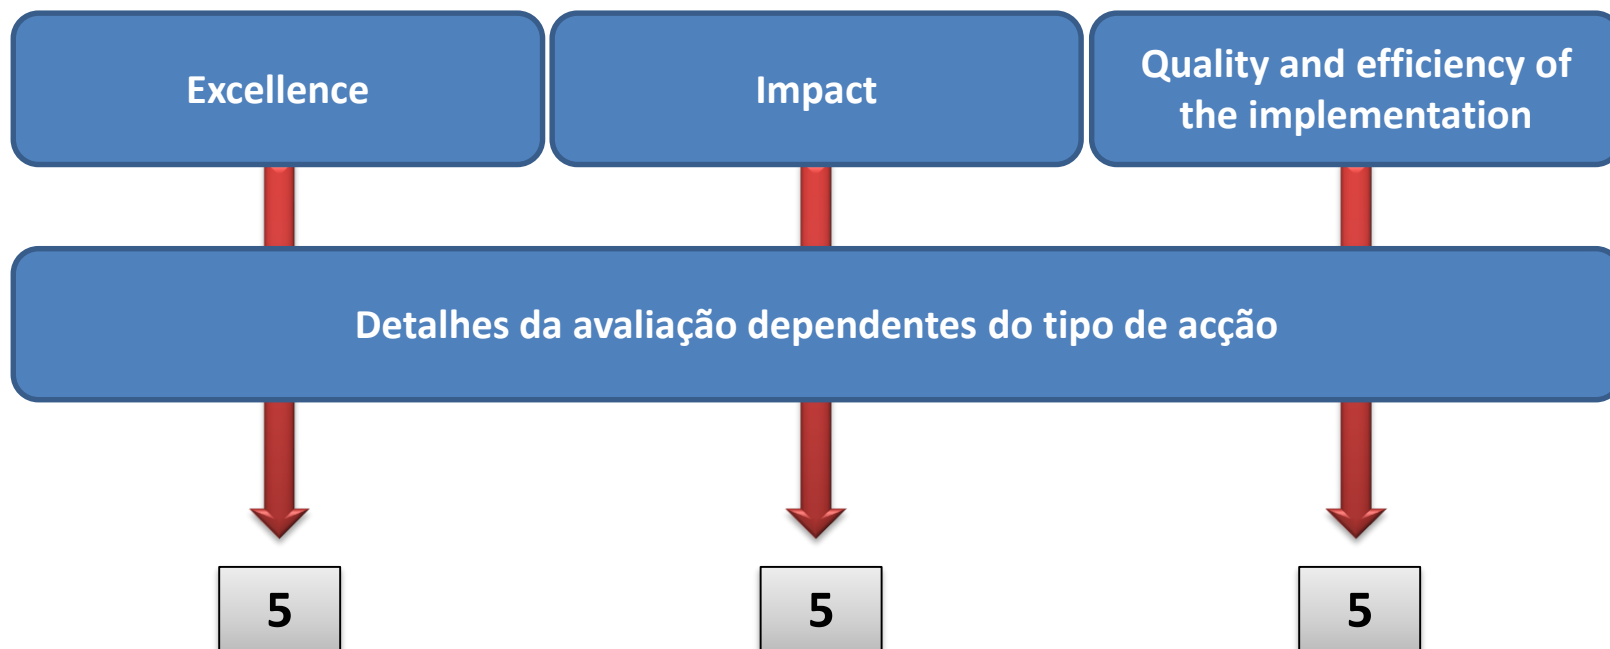 Excellence
Impact
Quality and efficiency of
the implementation
Detalhes da avaliação dependentes do tipo de acção
5
5
5